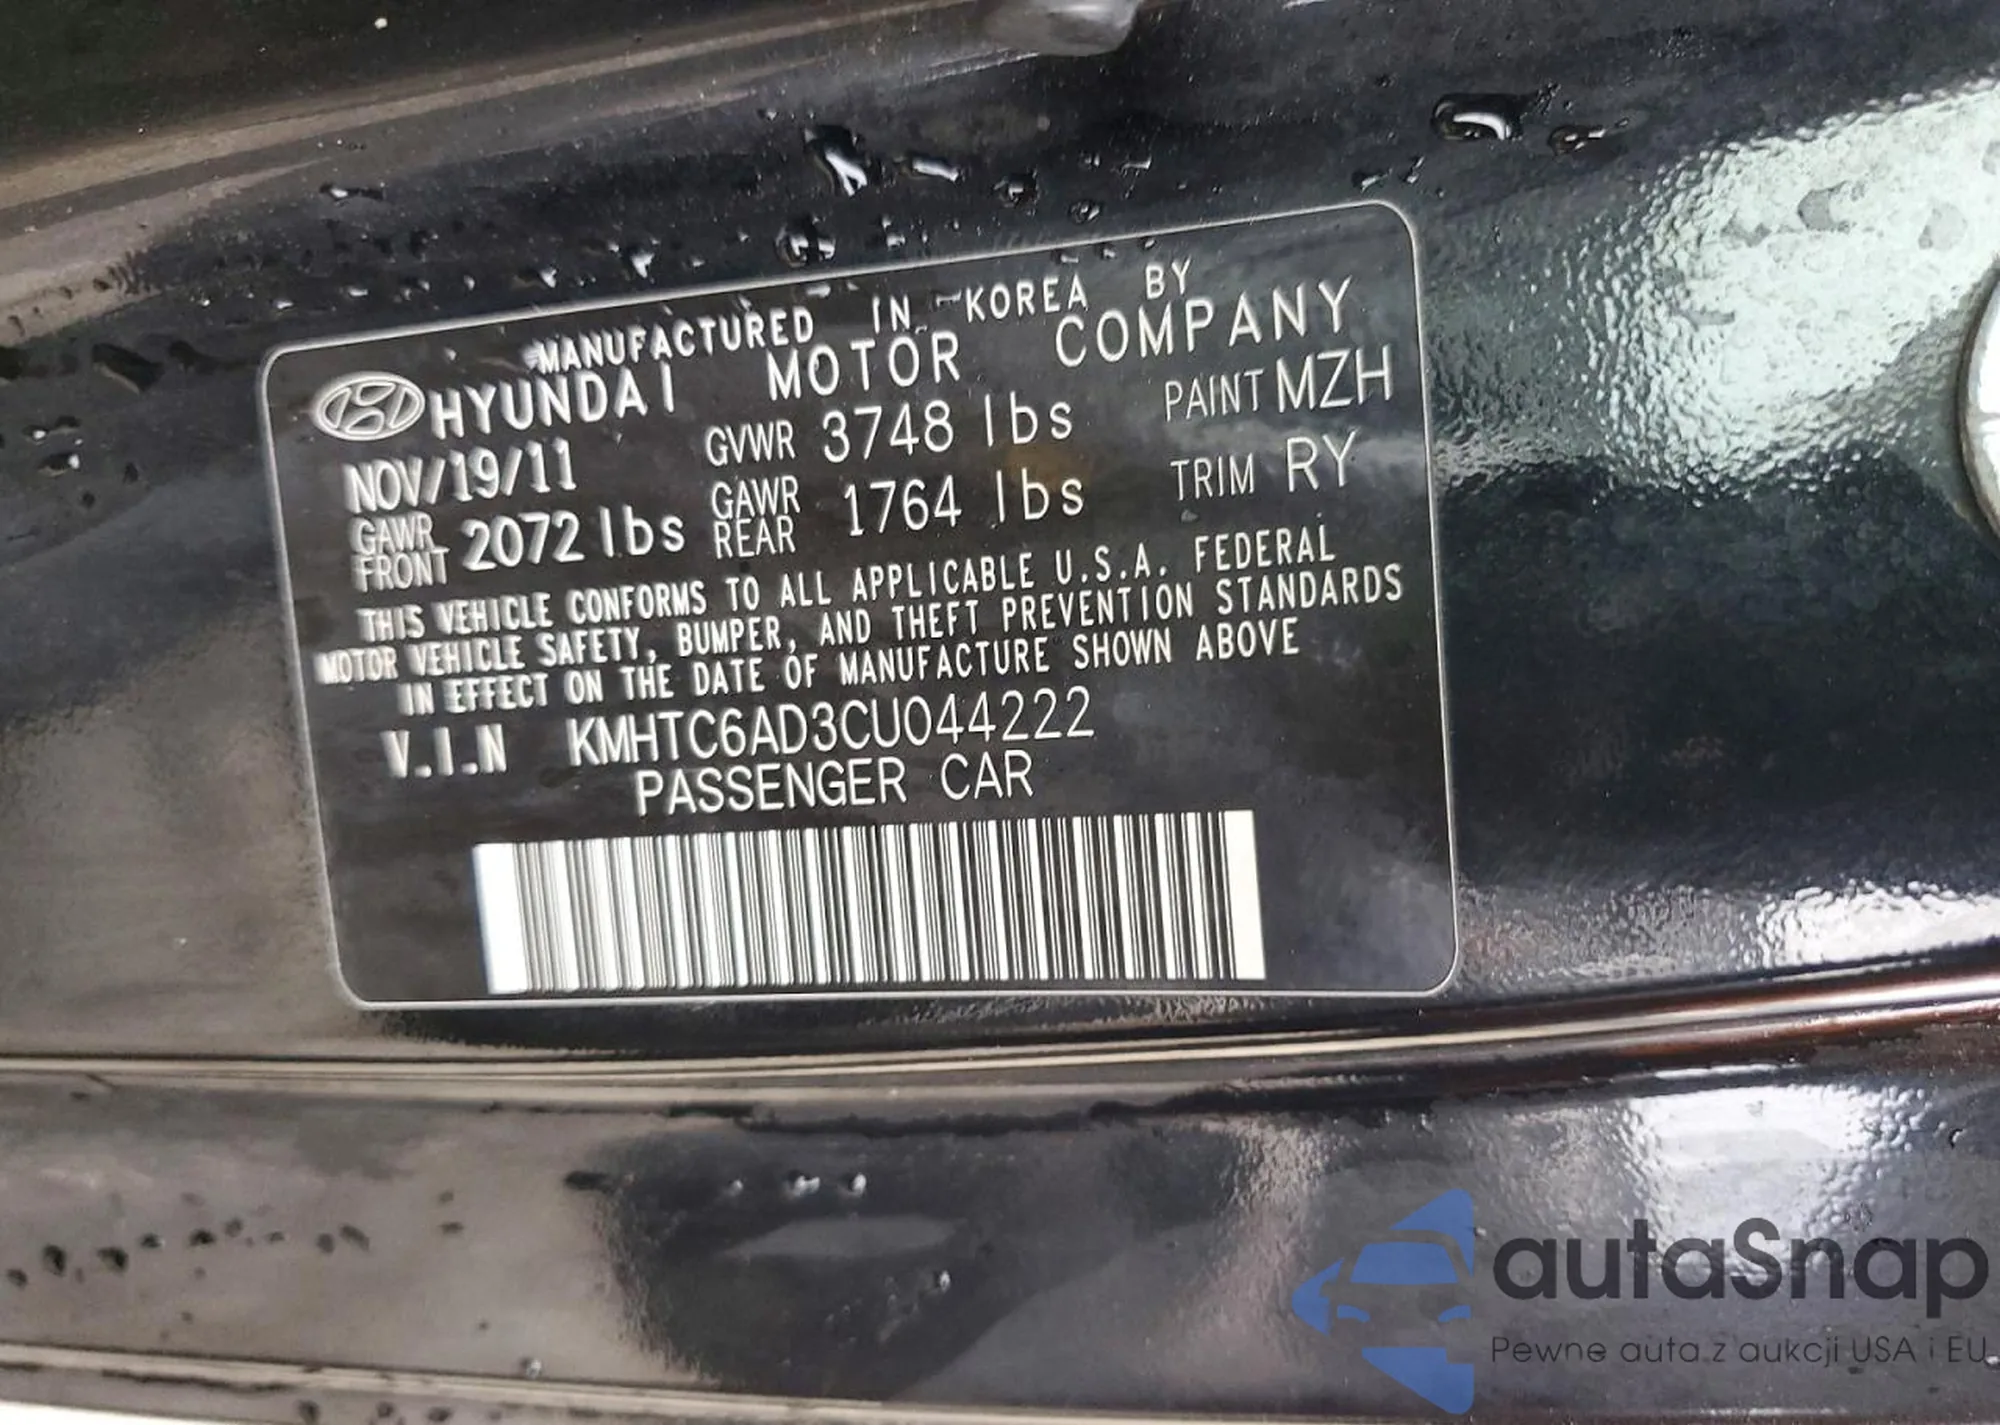 MANUFACTURED IN KOREA BY
HYUNDAI MOTOR COMPANY
NOV/19/11 GVWR 3748 lbs PAINT MZH
GAWR FRONT 2072 lbs GAWR REAR 1764 lbs TRIM RY
THIS VEHICLE CONFORMS TO ALL APPLICABLE U.S.A. FEDERAL
MOTOR VEHICLE SAFETY, BUMPER, AND THEFT PREVENTION STANDARDS
IN EFFECT ON THE DATE OF MANUFACTURE SHOWN ABOVE
V.I.N KMHTC6AD3CU044222
PASSENGER CAR
autaSnap
Pewne auta z aukcji USA i EU